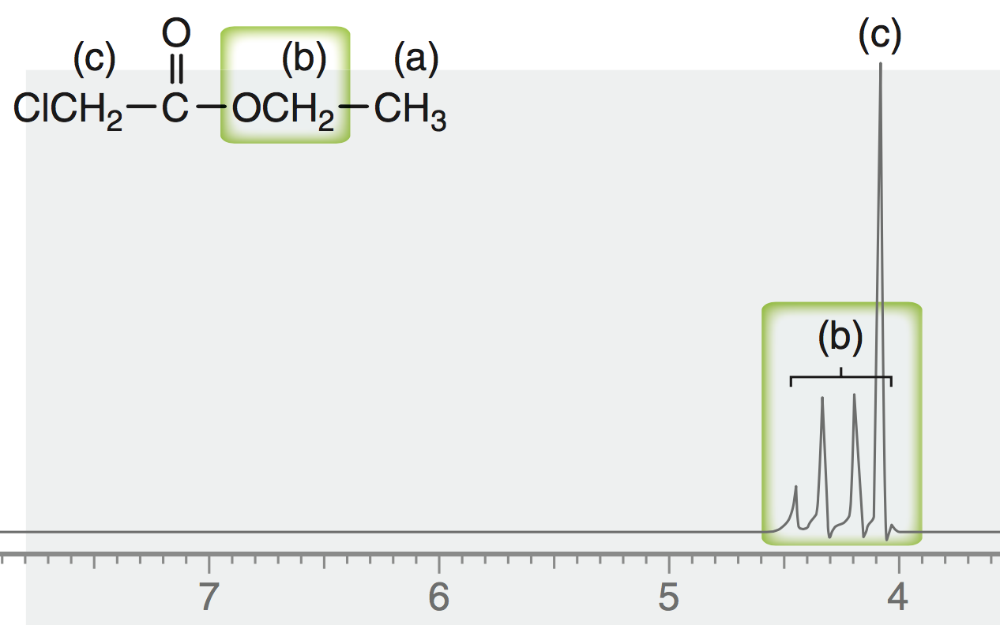 O
(c) (b) (a) (c)
ClCH₂—C—OCH₂—CH₃
(b)
7 6 5 4